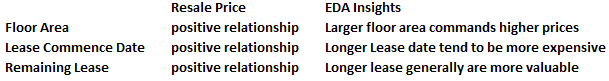 Resale Price EDA Insights
Floor Area positive relationship Larger floor area commands higher prices
Lease Commence Date positive relationship Longer Lease date tend to be more expensive
Remaining Lease positive relationship Longer lease generally are more valuable